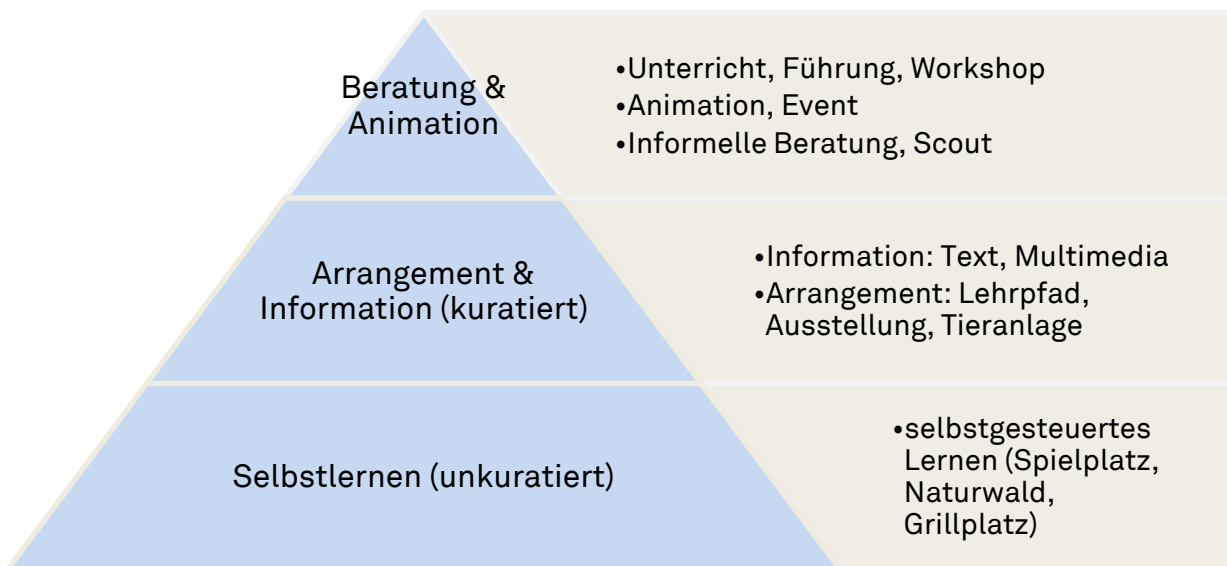 Beratung &
Animation
•Unterricht, Führung, Workshop
•Animation, Event
•Informelle Beratung, Scout
Arrangement &
Information (kuratiert)
•Information: Text, Multimedia
•Arrangement: Lehrpfad,
Ausstellung, Tieranlage
Selbstlernen (unkuratiert)
•selbstgesteuertes
Lernen (Spielplatz,
Naturwald,
Grillplatz)